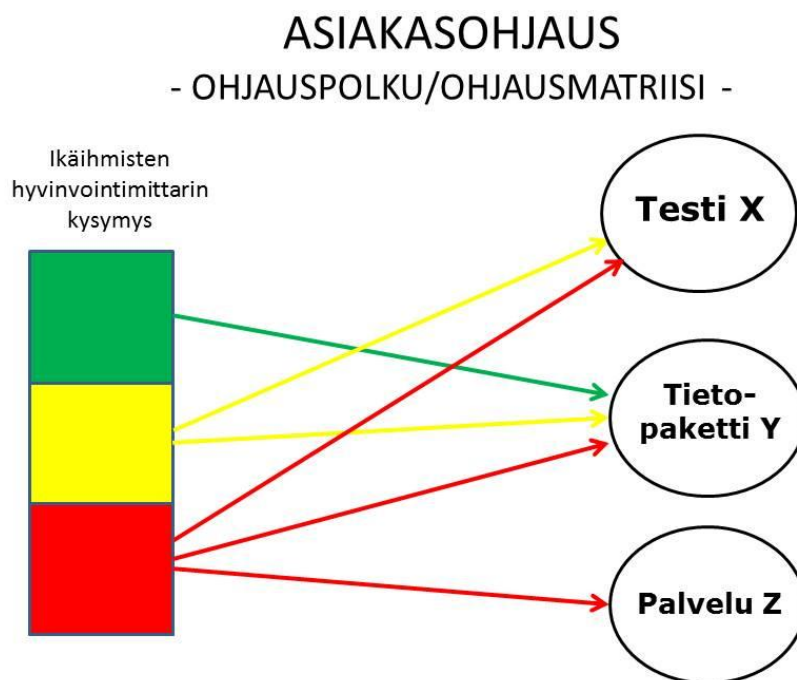 ASIAKASOHJAUS
- OHJAUSPOLKU/OHJAUSMATRIISI -
Ikäihmisten
hyvinvointimittarin
kysymys
Testi X
Tieto-
paketti Y
Palvelu Z